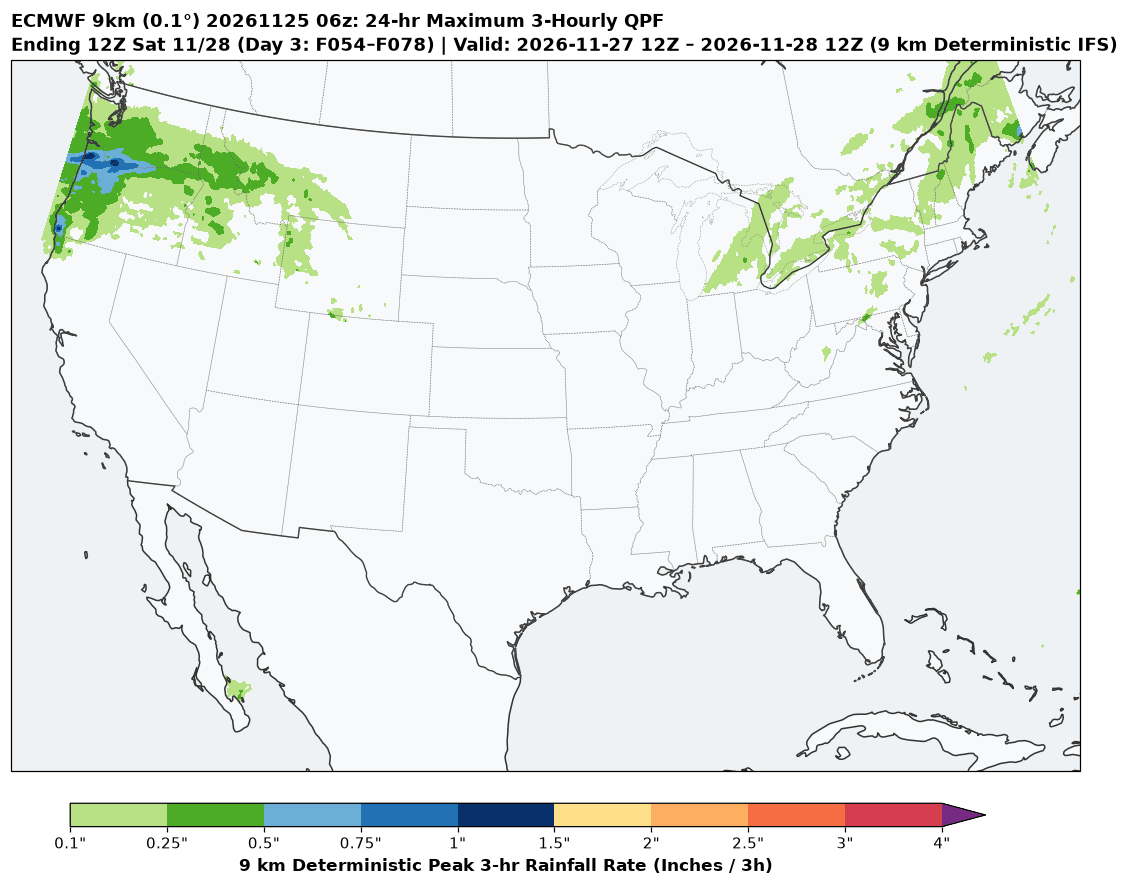 ECMWF 9km (0.1°) 20261125 06z: 24-hr Maximum 3-Hourly QPF
Ending 12Z Sat 11/28 (Day 3: F054–F078) | Valid: 2026-11-27 12Z – 2026-11-28 12Z (9 km Deterministic IFS)
0.1" 0.25" 0.5" 0.75" 1" 1.5" 2" 2.5" 3" 4"
9 km Deterministic Peak 3-hr Rainfall Rate (Inches / 3h)